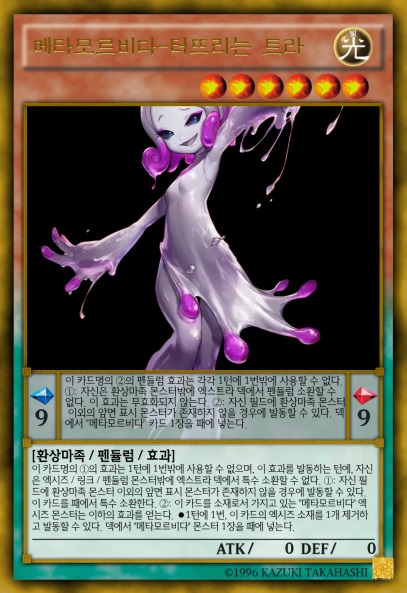 메타모르비다-터뜨리는 트라
光
이 카드명의 ②의 펜듈럼 효과는 각각 1턴에 1번밖에 사용할 수 없다.
①: 자신은 환상마족 몬스터밖에 엑스트라 덱에서 펜듈럼 소환할 수
없다. 이 효과는 무효화되지 않는다. ②: 자신 필드에 환상마족 몬스터
이외의 앞면 표시 몬스터가 존재하지 않을 경우에 발동할 수 있다. 덱
에서 "메타모르비다" 카드 1장을 패에 넣는다.
9
9
[환상마족 / 펜듈럼 / 효과]
이 카드명의 ①의 효과는 1턴에 1번밖에 사용할 수 없으며, 이 효과를 발동하는 턴에, 자신
은 엑시즈 / 링크 / 펜듈럼 몬스터밖에 엑스트라 덱에서 특수 소환할 수 없다. ①: 자신 필
드에 환상마족 몬스터 이외의 앞면 표시 몬스터가 존재하지 않을 경우에 발동할 수 있다.
이 카드를 패에서 특수 소환한다. ②: 이 카드를 소재로서 가지고 있는 "메타모르비다" 엑
시즈 몬스터는 이하의 효과를 얻는다. ●1턴에 1번, 이 카드의 엑시즈 소재를 1개 제거하
고 발동할 수 있다. 덱에서 "메타모르비다" 몬스터 1장을 패에 넣는다.
ATK/ 0 DEF/ 0
©1996 KAZUKI TAKAHASHI